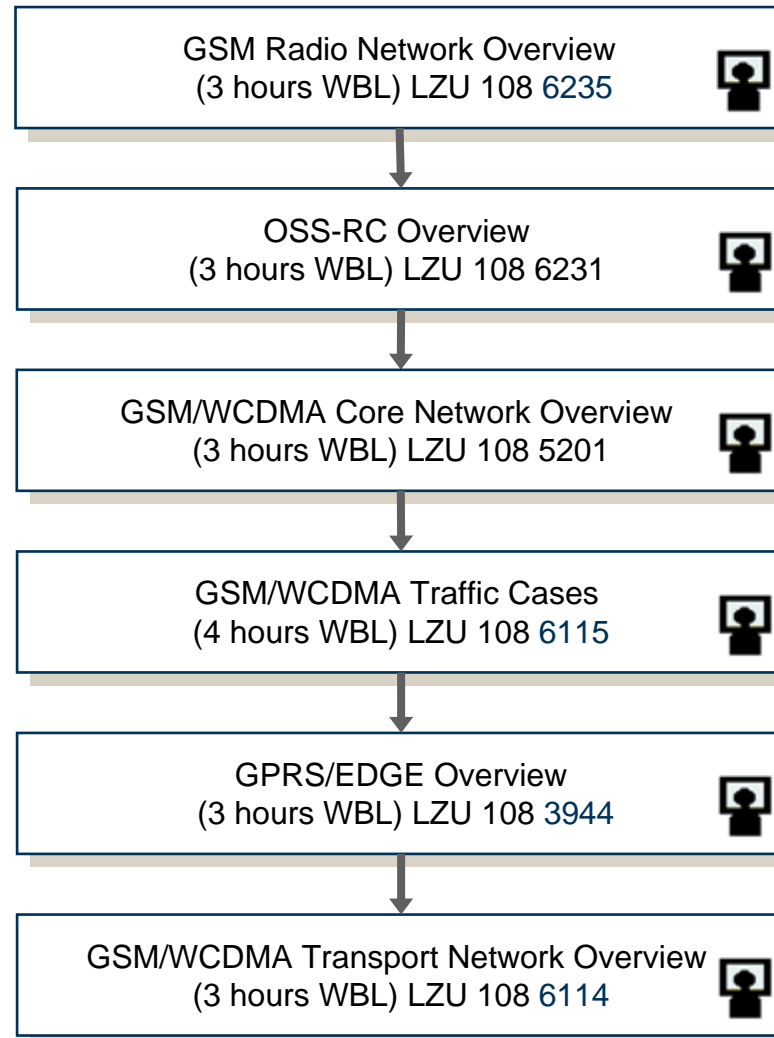 GSM Radio Network Overview
(3 hours WBL) LZU 108 6235
OSS-RC Overview
(3 hours WBL) LZU 108 6231
GSM/WCDMA Core Network Overview
(3 hours WBL) LZU 108 5201
GSM/WCDMA Traffic Cases
(4 hours WBL) LZU 108 6115
GPRS/EDGE Overview
(3 hours WBL) LZU 108 3944
GSM/WCDMA Transport Network Overview
(3 hours WBL) LZU 108 6114